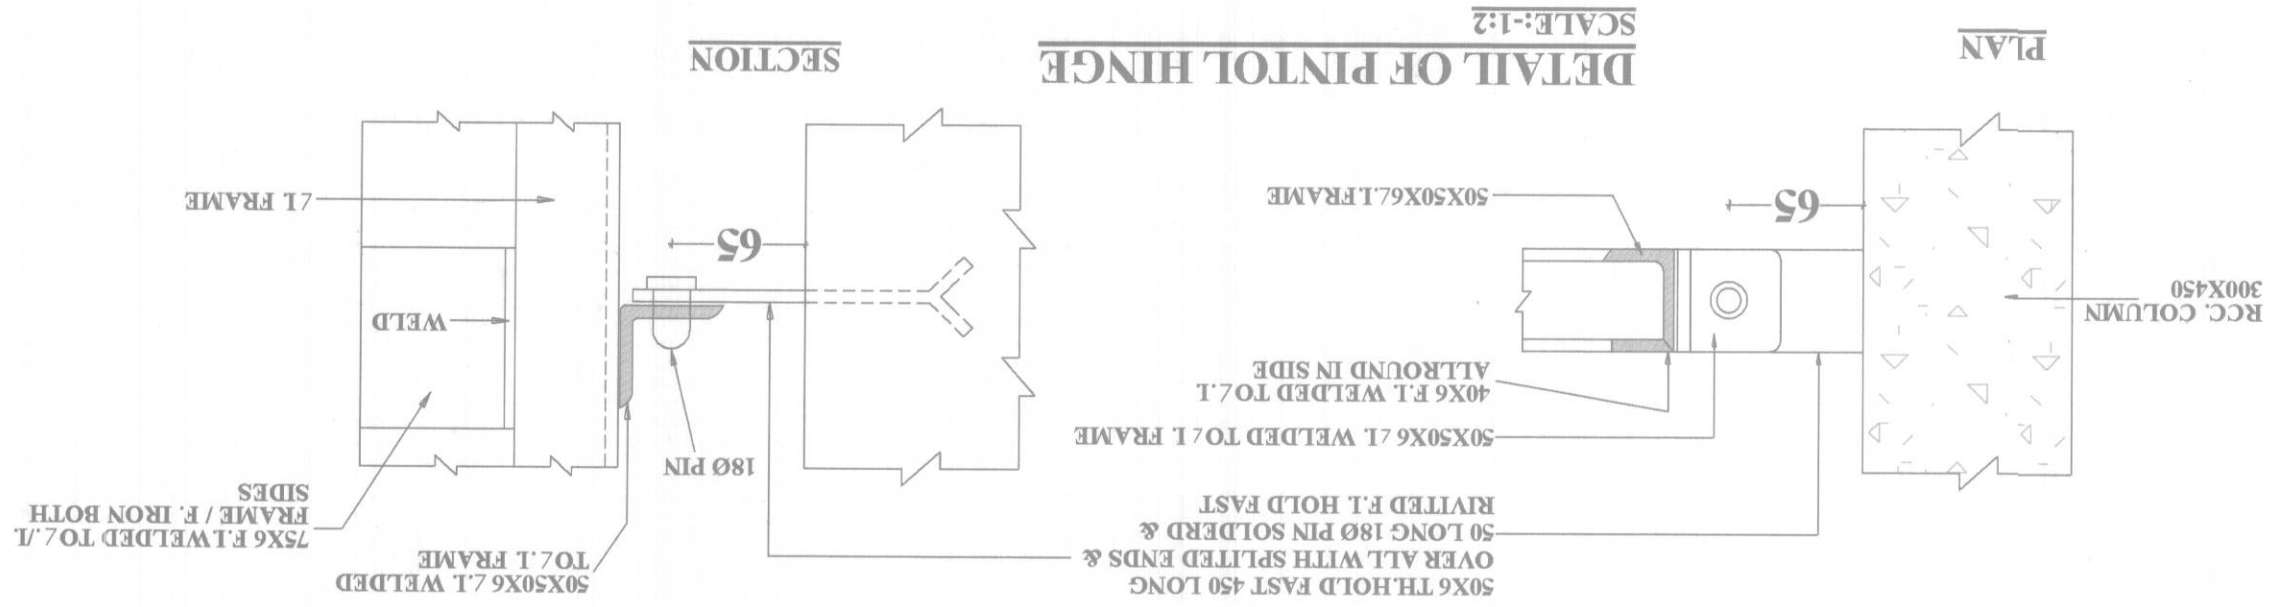 50X6 TH.HOLD FAST 450 LONG
OVER ALL WITH SPLITED ENDS &
50 LONG 18Ø PIN SOLDERD &
RIVITED F.I. HOLD FAST
50X50X6∠.I. WELDED TO∠ I. FRAME
40X6 F.I. WELDED TO∠.I.
ALLROUND IN SIDE
RCC. COLUMN
300X450
65
50X50X6∠.I.FRAME
PLAN
50X50X6∠.I. WELDED
TO∠.I. FRAME
75X6 F.I.WELDED TO∠./I.
FRAME / F. IRON BOTH
SIDES
18Ø PIN
WELD
65
∠I. FRAME
SECTION
DETAIL OF PINTOL HINGE
SCALE:-1:2